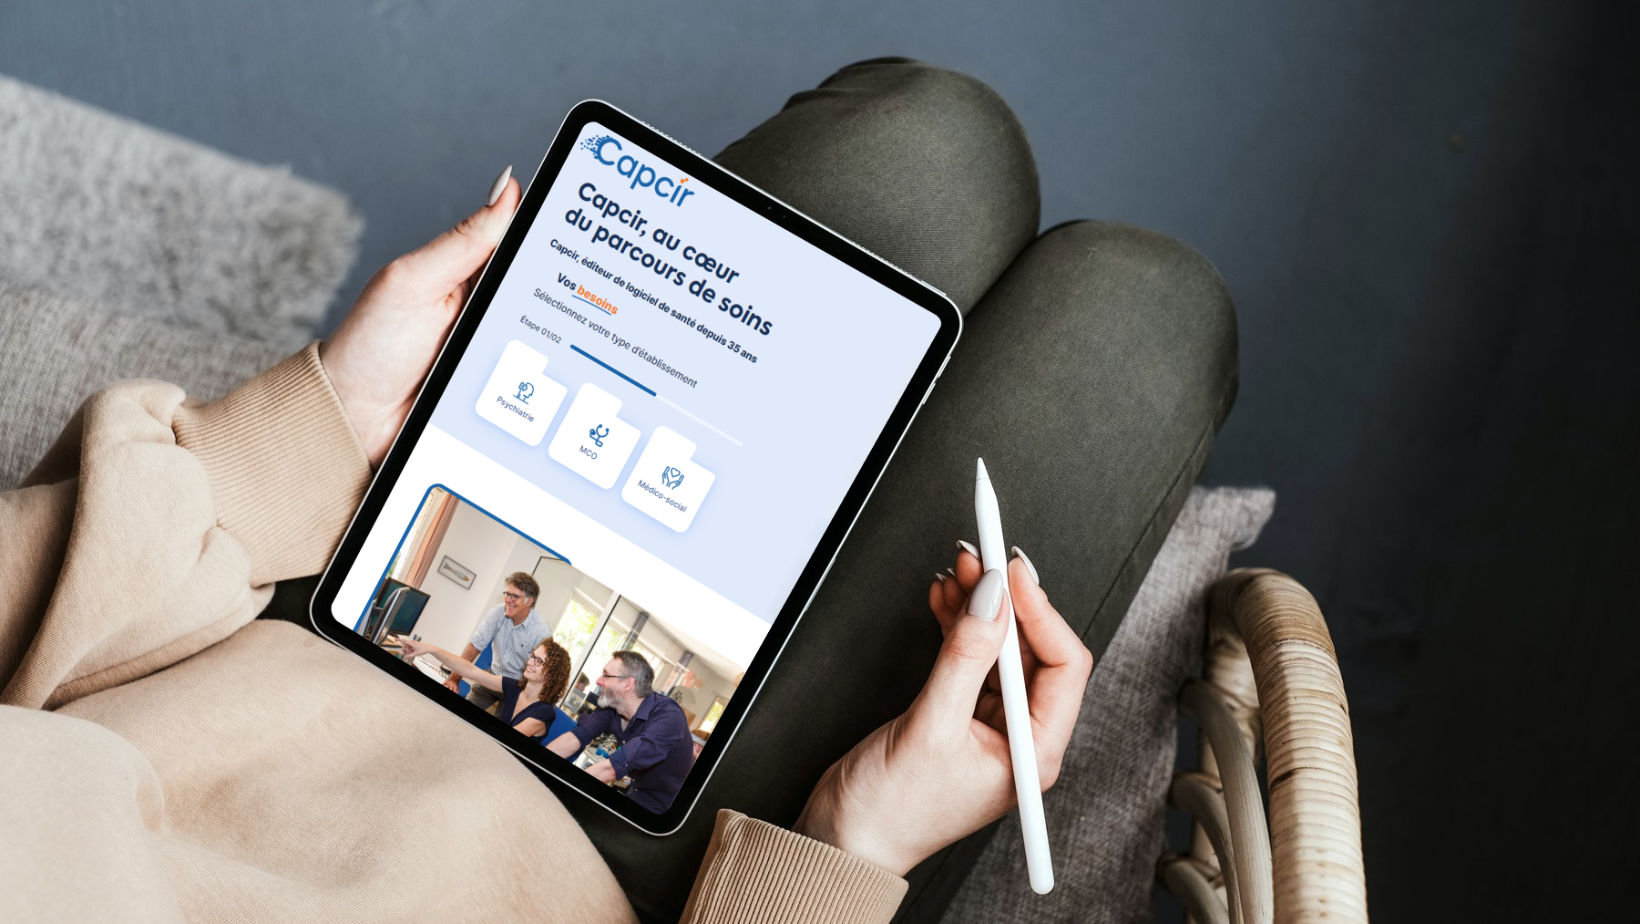 Capcir
Capcir, au cœur
du parcours de soins
Capcir, éditeur de logiciel de santé depuis 35 ans
Vos besoins
Sélectionnez votre type d'établissement
Étape 01/02
Psychiatrie
MCO
Médico-social